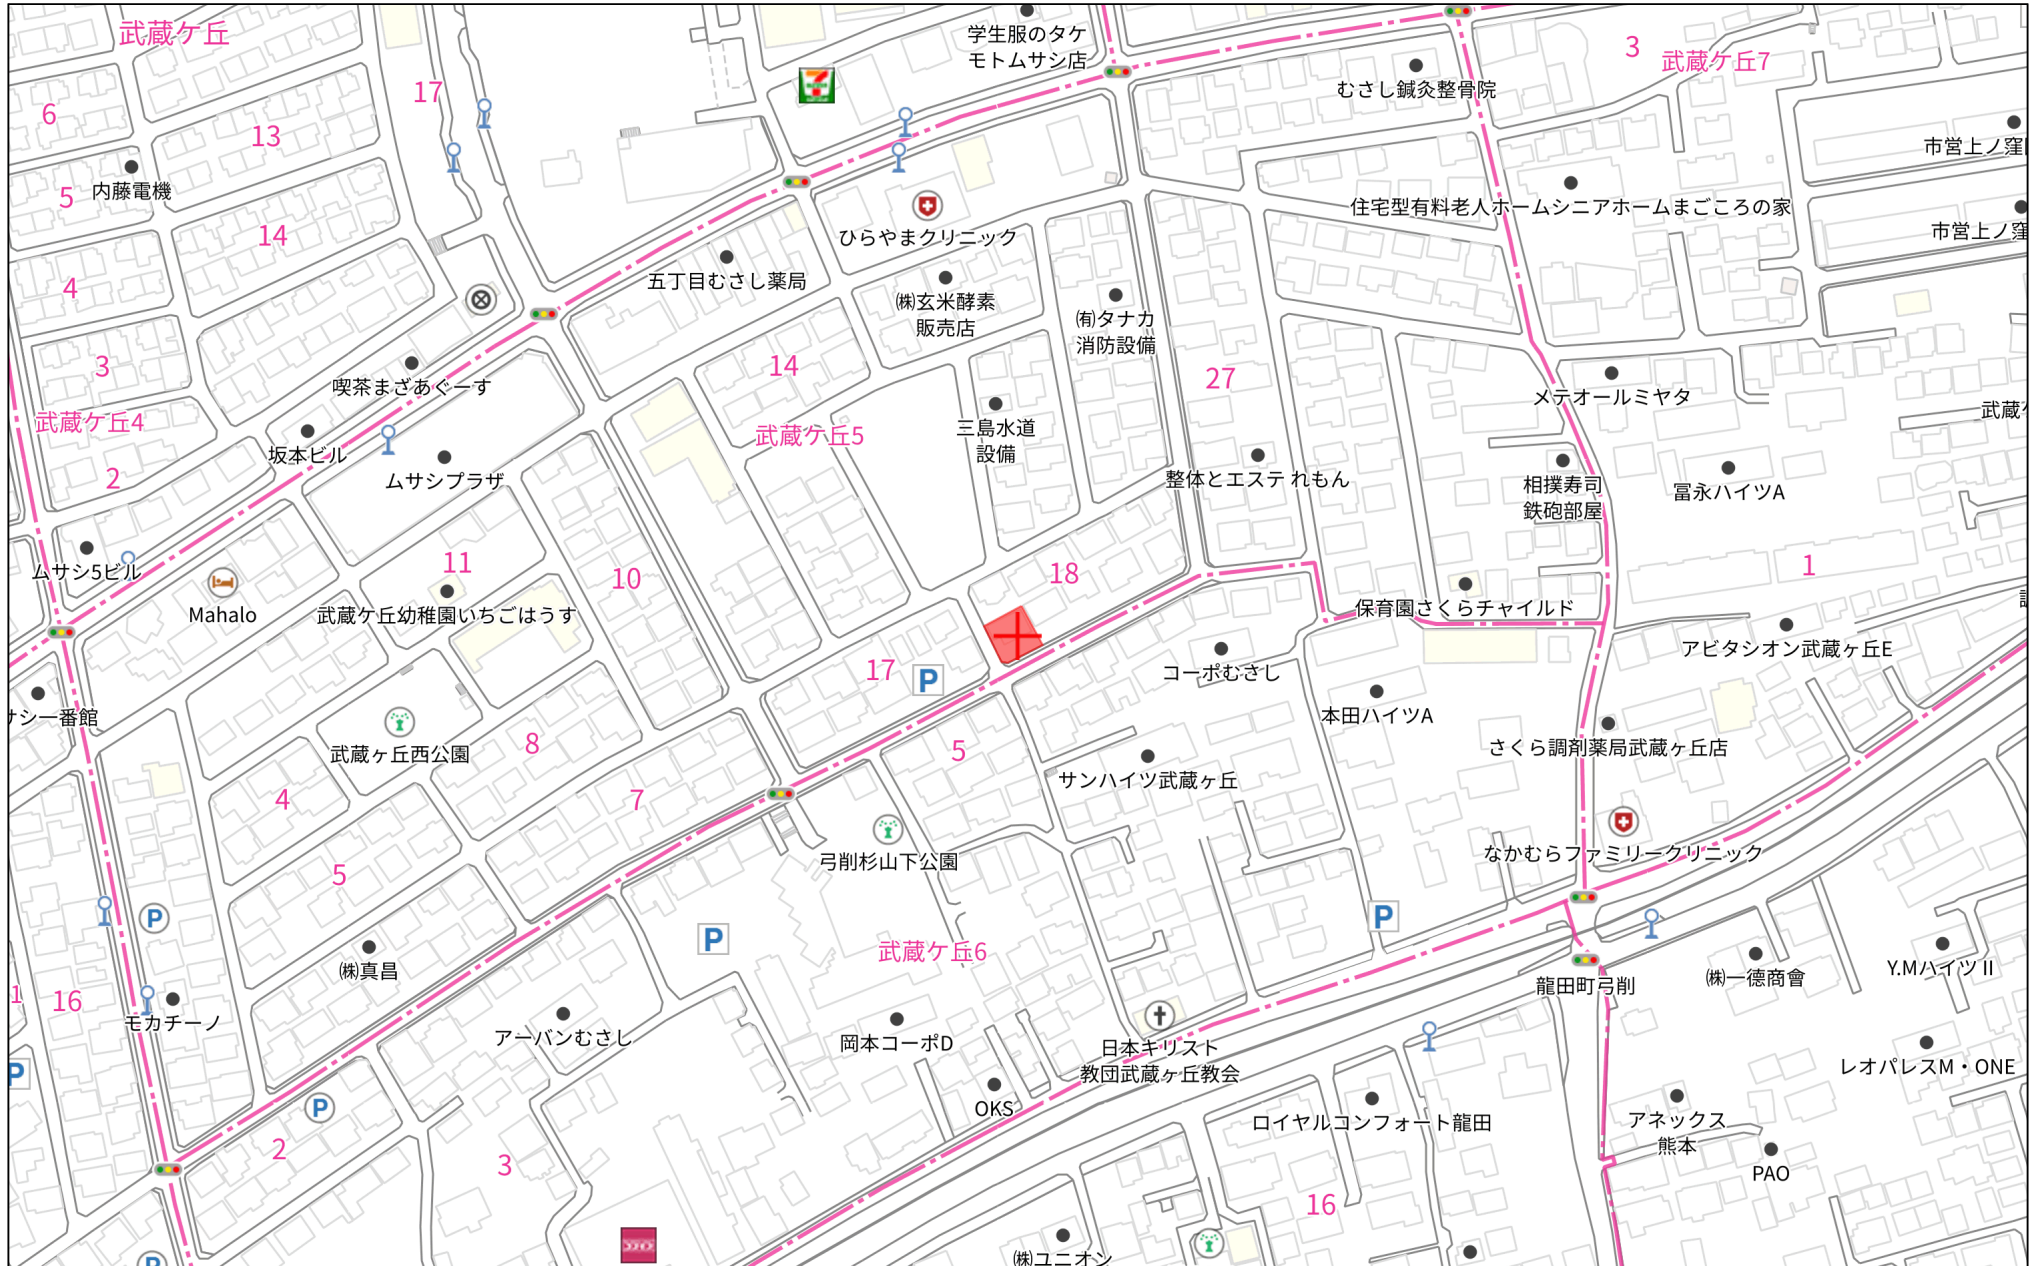 武蔵ケ丘
学生服のタケ
モトムサシ店
3
武蔵ケ丘7
17
むさし鍼灸整骨院
6
13
市営上ノ窪
内藤電機
5
住宅型有料老人ホームシニアホームまごころの家
14
ひらやまクリニック
市営上ノ窪
五丁目むさし薬局
4
㈱玄米酵素
販売店
㈲タナカ
消防設備
3
14
27
喫茶まざあぐーす
メテオールミヤタ
武蔵ケ丘4
武蔵ケ丘5
三島水道
設備
武蔵
坂本ビル
2
ムサシプラザ
整体とエステ れもん
相撲寿司
鉄砲部屋
冨永ハイツA
ムサシ5ビル
11
10
18
1
Mahalo
武蔵ケ丘幼稚園いちごはうす
保育園さくらチャイルド
アビタシオン武蔵ヶ丘E
17
P
コーポむさし
サシ一番館
本田ハイツA
武蔵ヶ丘西公園
8
5
さくら調剤薬局武蔵ヶ丘店
サンハイツ武蔵ヶ丘
4
7
弓削杉山下公園
なかむらファミリークリニック
5
P
P
P
武蔵ケ丘6
㈱真昌
龍田町弓削
㈱一德商會
Y.MハイツⅡ
1
16
モカチーノ
アーバンむさし
岡本コーポD
日本キリスト
教団武蔵ヶ丘教会
レオパレスM・ONE
P
P
OKS
ロイヤルコンフォート龍田
アネックス
熊本
2
3
PAO
16
P
㈱ユニオン